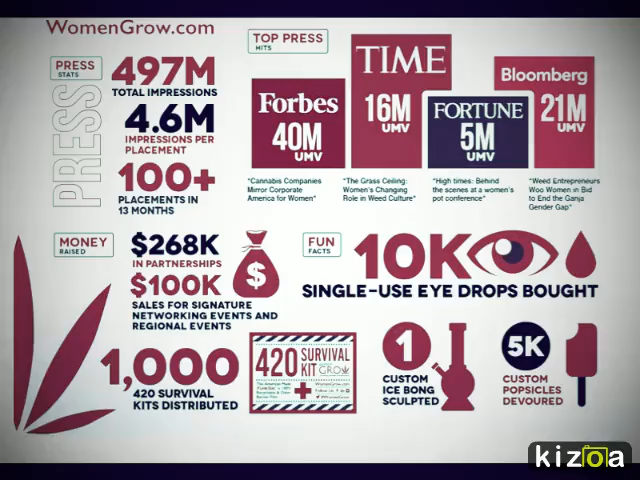 WomenGrow.com
PRESS
PRESS
STATS
497M
TOTAL IMPRESSIONS
4.6M
IMPRESSIONS PER
PLACEMENT
100+
PLACEMENTS IN
13 MONTHS
TOP PRESS
HITS
Forbes
40M
UMV
"Cannabis Companies
Mirror Corporate
America for Women"
TIME
16M
UMV
"The Grass Ceiling:
Women's Changing
Role in Weed Culture"
FORTUNE
5M
UMV
"High times: Behind
the scenes at a women's
pot conference"
Bloomberg
21M
UMV
"Weed Entrepreneurs
Woo Women in Bid
to End the Ganja
Gender Gap"
MONEY
RAISED
$268K
IN PARTNERSHIPS
$100K
SALES FOR SIGNATURE
NETWORKING EVENTS AND
REGIONAL EVENTS
$
FUN
FACTS
10K
SINGLE-USE EYE DROPS BOUGHT
1,000
420 SURVIVAL
KITS DISTRIBUTED
420 SURVIVAL
KIT
WomenGrow.com
1
CUSTOM
ICE BONG
SCULPTED
5K
CUSTOM
POPSICLES
DEVOURED
kizoa